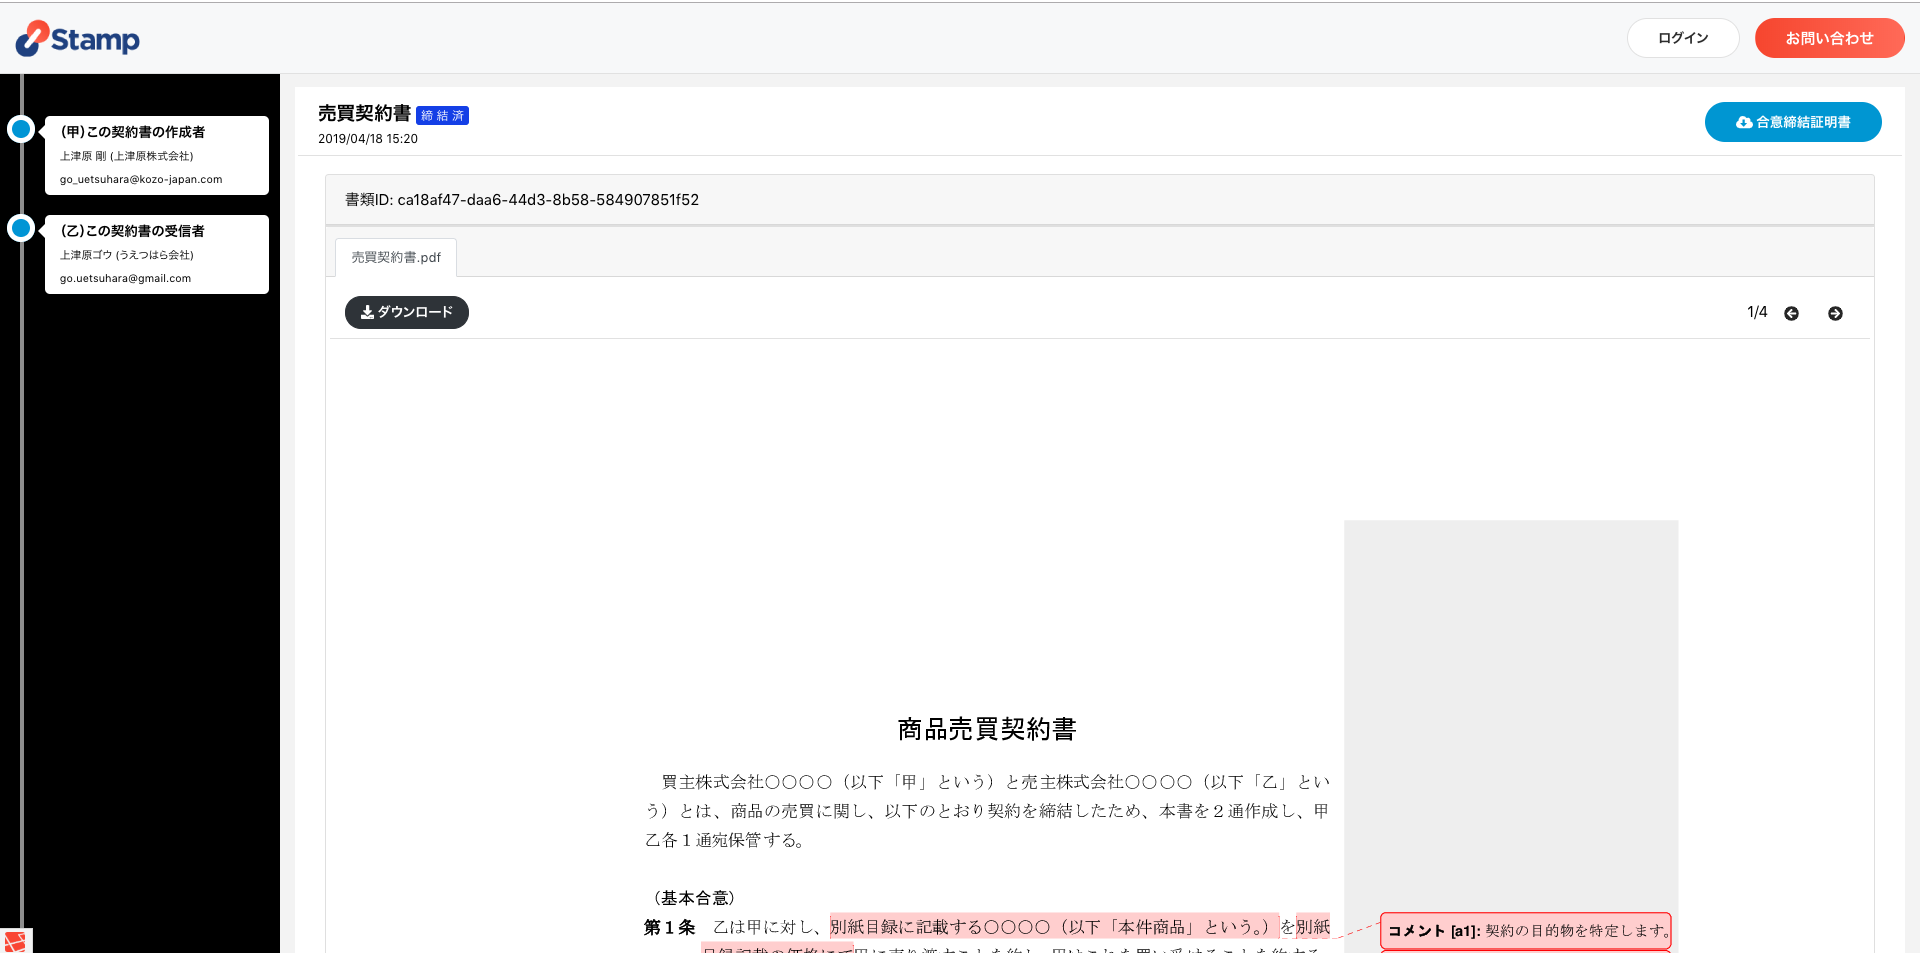 Stamp
ログイン
お問い合わせ
(甲)この契約書の作成者
上津原 剛 (上津原株式会社)
go_uetsuhara@kozo-japan.com
(乙)この契約書の受信者
上津原ゴウ (うえつはら会社)
go.uetsuhara@gmail.com
売買契約書 締結済
2019/04/18 15:20
合意締結証明書
書類ID: ca18af47-daa6-44d3-8b58-584907851f52
売買契約書.pdf
ダウンロード
1/4
商品売買契約書
買主株式会社〇〇〇〇（以下「甲」という）と売主株式会社〇〇〇〇（以下「乙」とい
う）とは、商品の売買に関し、以下のとおり契約を締結したため、本書を２通作成し、甲
乙各１通宛保管する。
（基本合意）
第１条　乙は甲に対し、別紙目録に記載する〇〇〇〇（以下「本件商品」という。）を別紙
コメント [a1]: 契約の目的物を特定します。